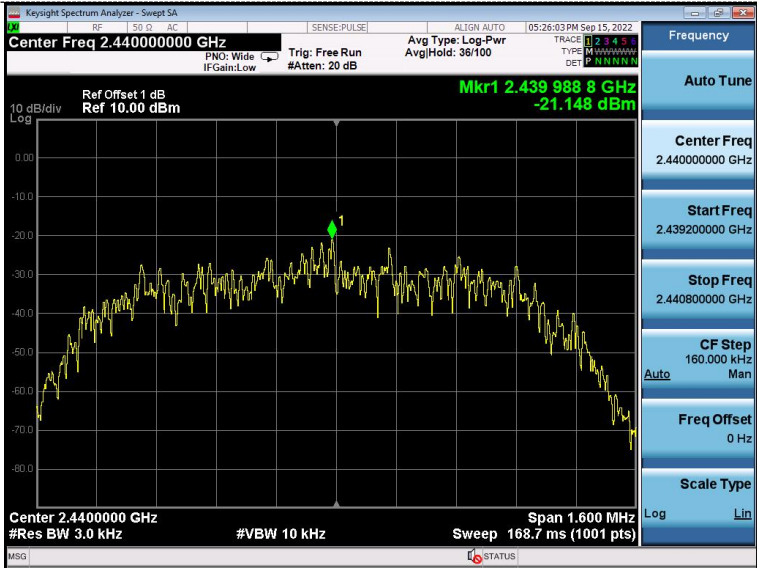 Keysight Spectrum Analyzer - Swept SA
LXI RF 50 Ω AC SENSE:PULSE ALIGN AUTO 05:26:03 PM Sep 15, 2022
Center Freq 2.440000000 GHz
PNO: Wide
IFGain:Low
Trig: Free Run
#Atten: 20 dB
Avg Type: Log-Pwr
Avg|Hold: 36/100
TRACE 1 2 3 4 5 6
TYPE M WWWWW
DET P N N N N N
Mkr1 2.439 988 8 GHz
-21.148 dBm
Ref Offset 1 dB
Ref 10.00 dBm
10 dB/div
Log
0.00
-10.0
-20.0
-30.0
-40.0
-50.0
-60.0
-70.0
-80.0
1
Center 2.4400000 GHz
Span 1.600 MHz
#Res BW 3.0 kHz
#VBW 10 kHz
Sweep 168.7 ms (1001 pts)
MSG
STATUS
Frequency
Auto Tune
Center Freq
2.440000000 GHz
Start Freq
2.439200000 GHz
Stop Freq
2.440800000 GHz
CF Step
160.000 kHz
Auto Man
Freq Offset
0 Hz
Scale Type
Log Lin